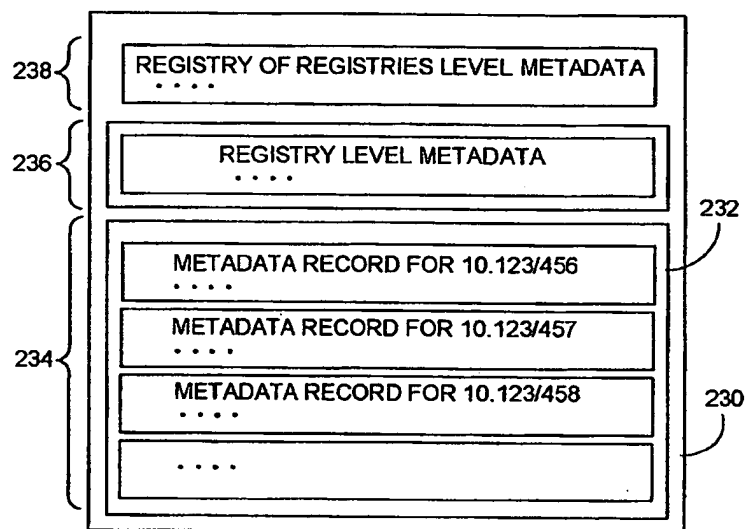 238
REGISTRY OF REGISTRIES LEVEL METADATA
. . . .
236
REGISTRY LEVEL METADATA
. . . .
232
METADATA RECORD FOR 10.123/456
. . . .
METADATA RECORD FOR 10.123/457
. . . .
234
METADATA RECORD FOR 10.123/458
. . . .
230
. . . .